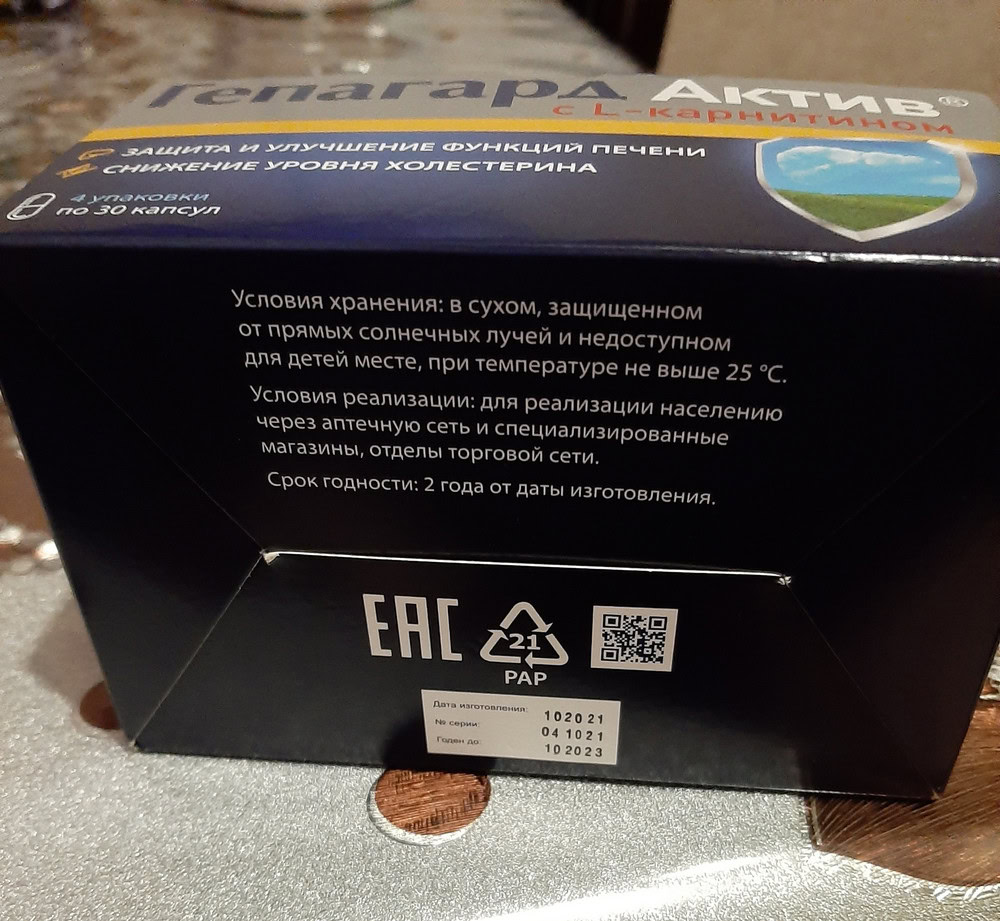 Гепагард Актив®
с L-карнитином
ЗАЩИТА И УЛУЧШЕНИЕ ФУНКЦИЙ ПЕЧЕНИ
СНИЖЕНИЕ УРОВНЯ ХОЛЕСТЕРИНА
4 упаковки
по 30 капсул
Условия хранения: в сухом, защищенном
от прямых солнечных лучей и недоступном
для детей месте, при температуре не выше 25 °C.
Условия реализации: для реализации населению
через аптечную сеть и специализированные
магазины, отделы торговой сети.
Срок годности: 2 года от даты изготовления.
EAC
21
PAP
Дата изготовления: 102021
№ серии: 041021
Годен до: 102023